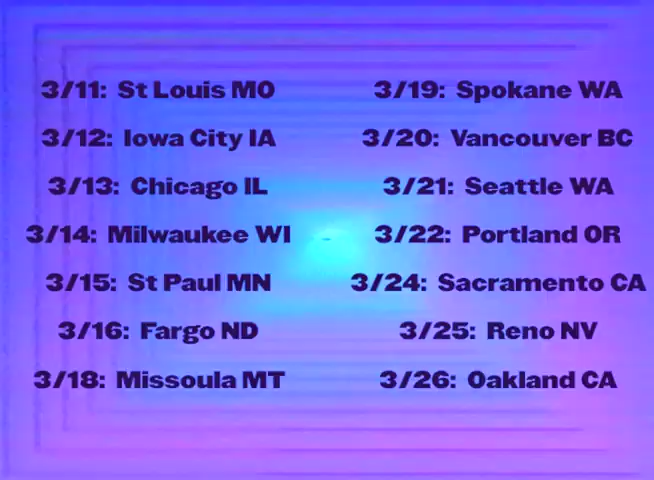 3/11: St Louis MO
3/12: Iowa City IA
3/13: Chicago IL
3/14: Milwaukee WI
3/15: St Paul MN
3/16: Fargo ND
3/18: Missoula MT
3/19: Spokane WA
3/20: Vancouver BC
3/21: Seattle WA
3/22: Portland OR
3/24: Sacramento CA
3/25: Reno NV
3/26: Oakland CA